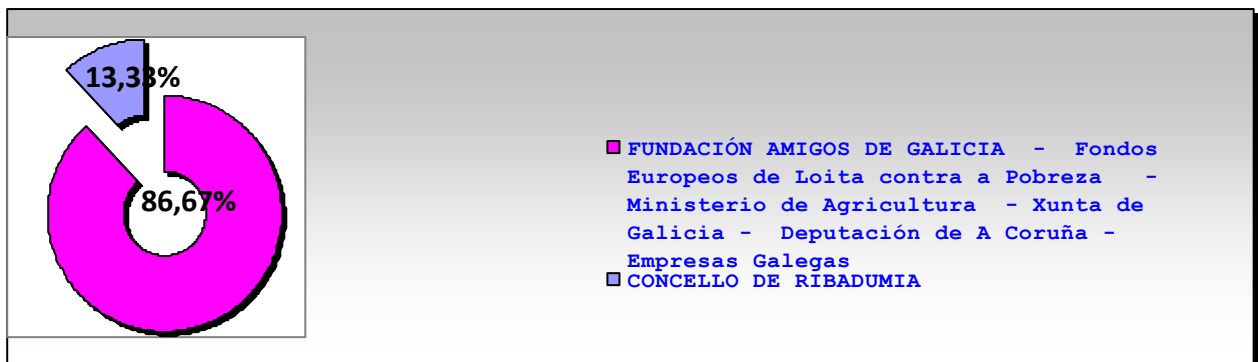 13,33%
86,67%
FUNDACIÓN AMIGOS DE GALICIA - Fondos
Europeos de Loita contra a Pobreza -
Ministerio de Agricultura - Xunta de
Galicia - Deputación de A Coruña -
Empresas Galegas
CONCELLO DE RIBADUMIA